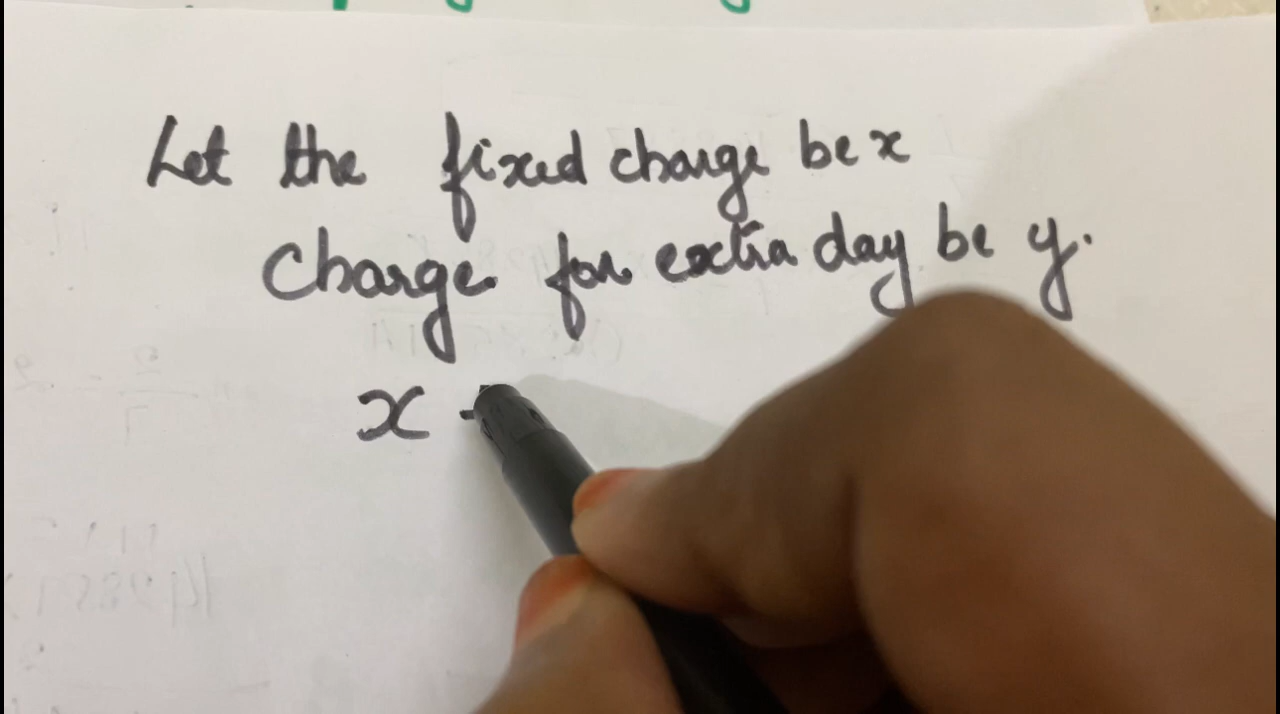 Let the fixed charge be x
Charge for extra day be y.
x